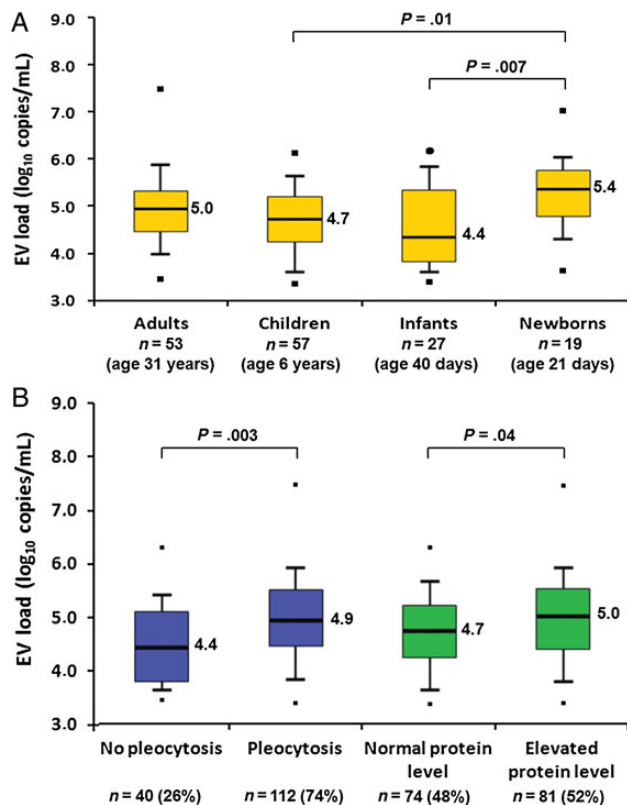 A
EV load (log10 copies/mL)
9.0
8.0
7.0
6.0
5.0
4.0
3.0
P = .01
P = .007
5.0
4.7
4.4
5.4
Adults Children Infants Newborns
n = 53 n = 57 n = 27 n = 19
(age 31 years) (age 6 years) (age 40 days) (age 21 days)
B
EV load (log10 copies/mL)
9.0
8.0
7.0
6.0
5.0
4.0
3.0
P = .003 P = .04
4.4
4.9
4.7
5.0
No pleocytosis Pleocytosis Normal protein Elevated
level protein level
n = 40 (26%) n = 112 (74%) n = 74 (48%) n = 81 (52%)